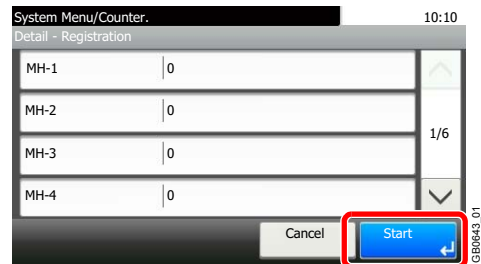 System Menu/Counter. 10:10
Detail - Registration
MH-1 0
MH-2 0
1/6
MH-3 0
MH-4 0
Cancel Start
GB0643_01